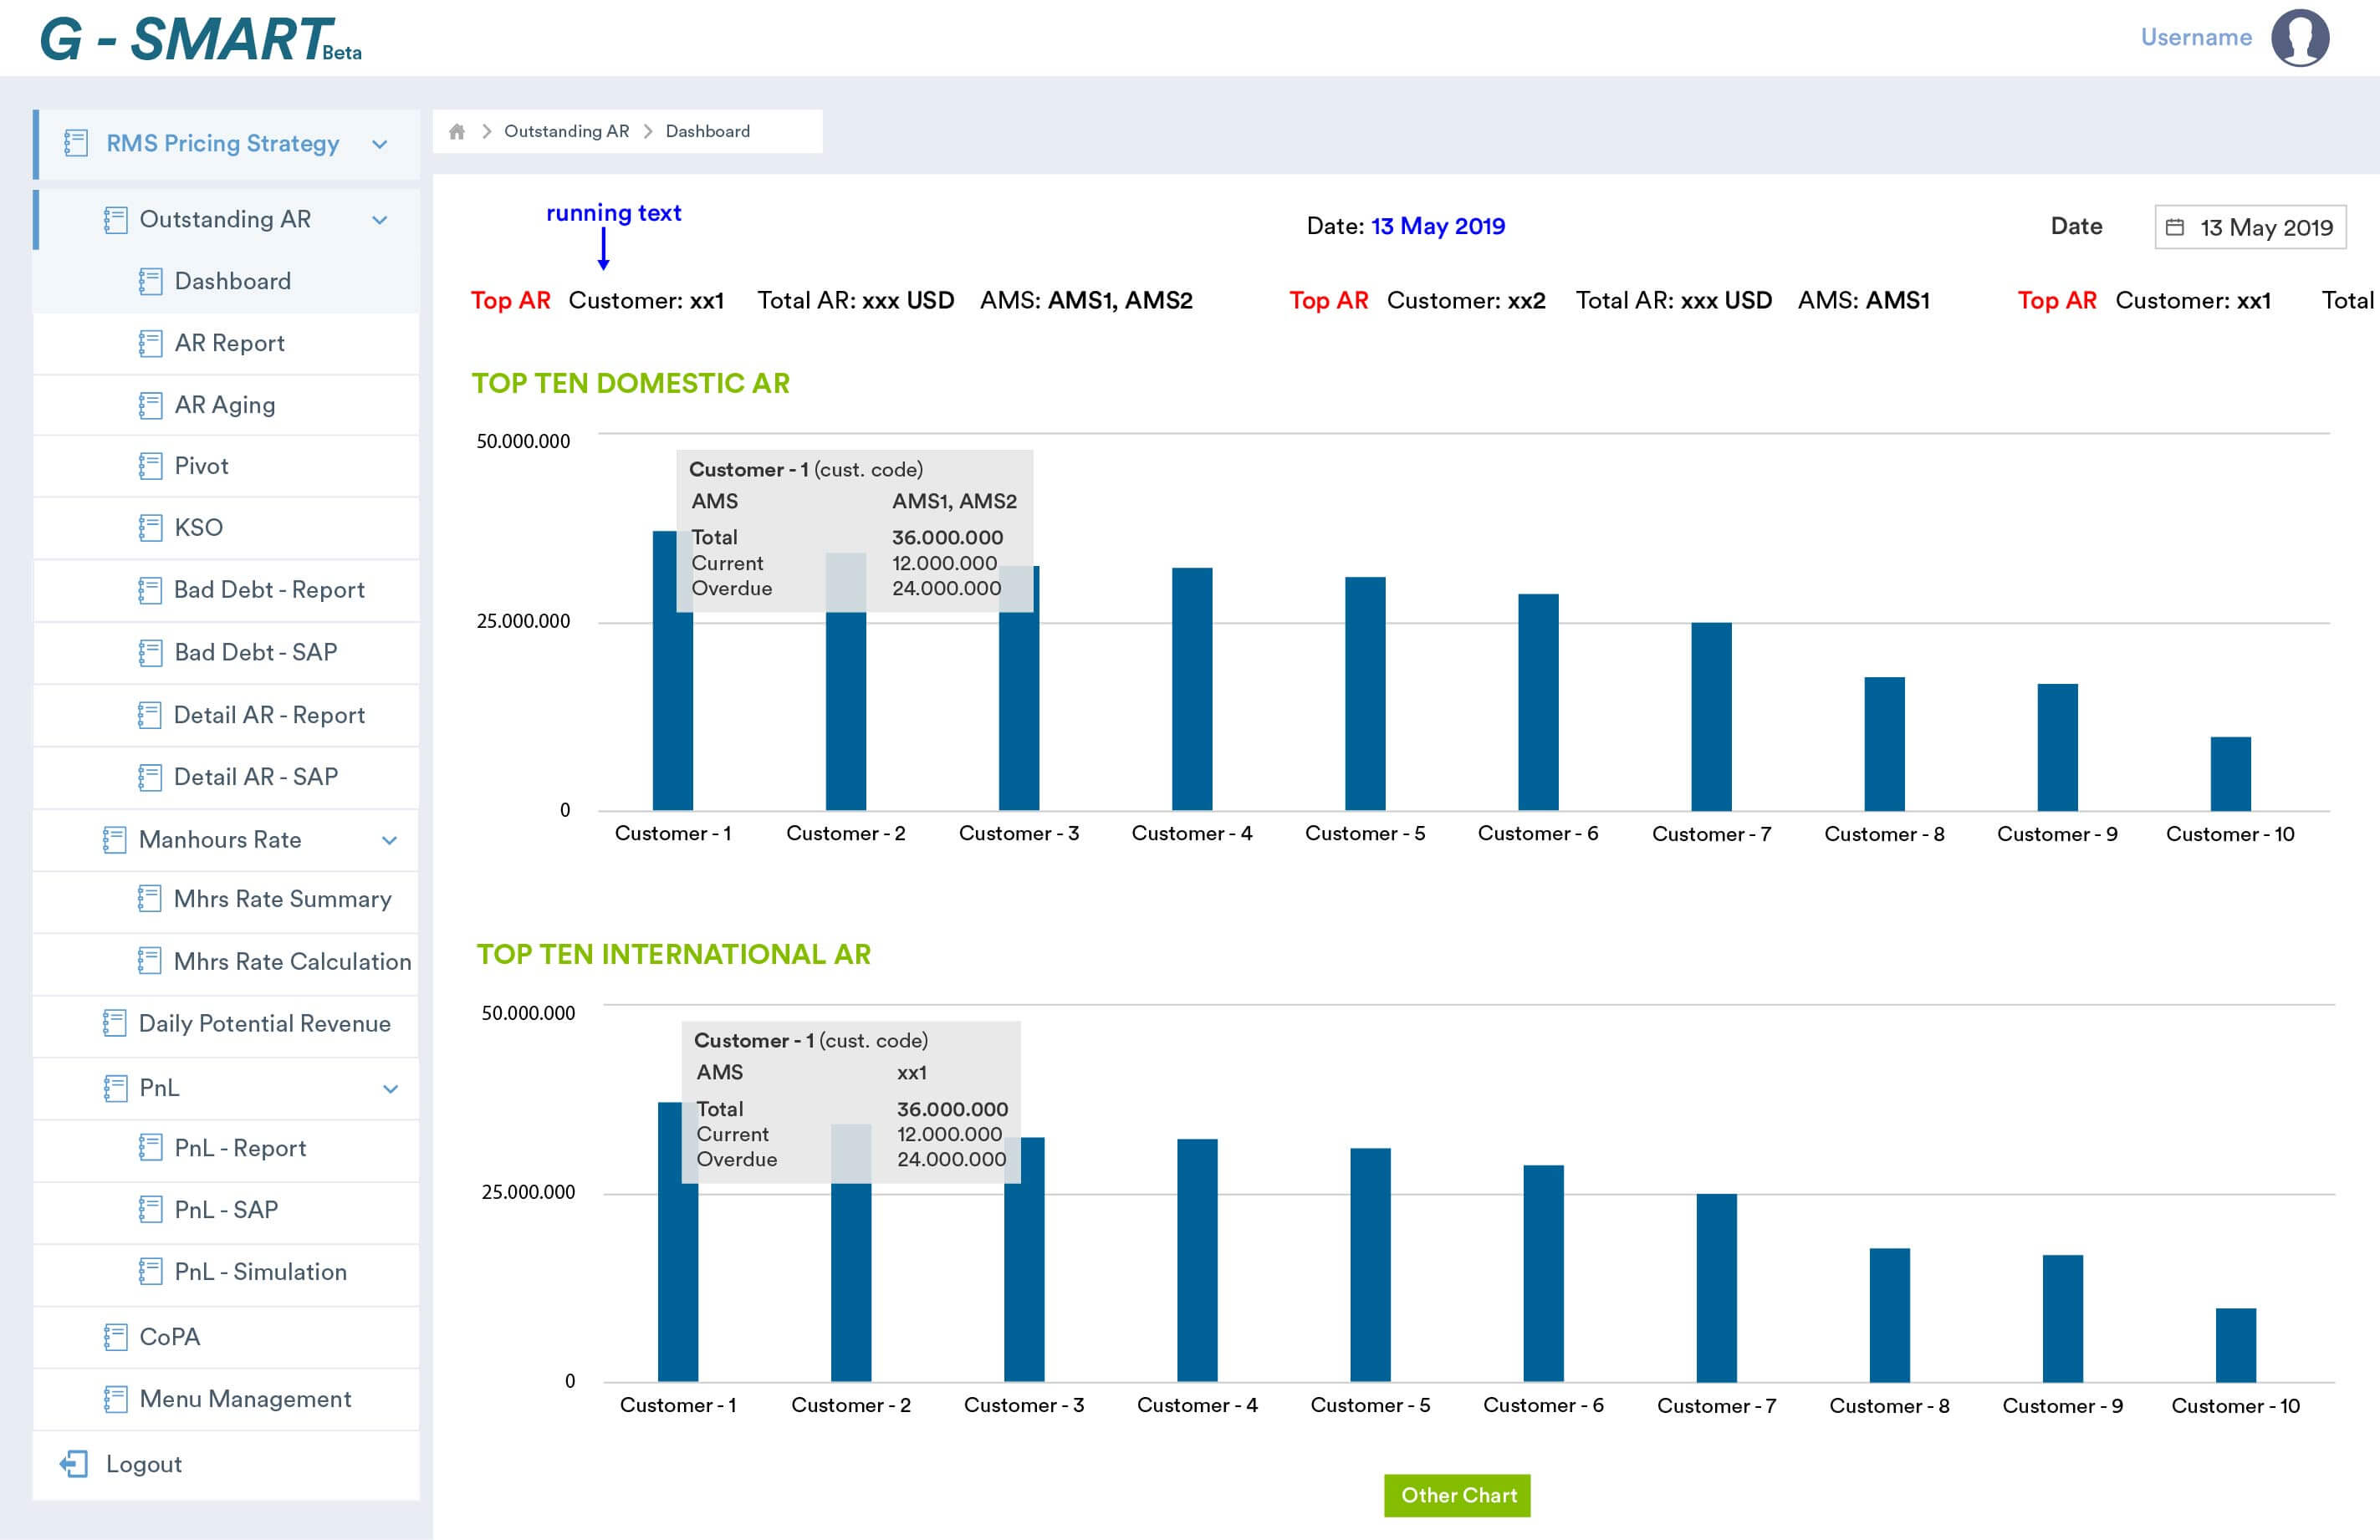 G - SMART Beta
Username
RMS Pricing Strategy
Outstanding AR
Dashboard
AR Report
AR Aging
Pivot
KSO
Bad Debt - Report
Bad Debt - SAP
Detail AR - Report
Detail AR - SAP
Manhours Rate
Mhrs Rate Summary
Mhrs Rate Calculation
Daily Potential Revenue
PnL
PnL - Report
PnL - SAP
PnL - Simulation
CoPA
Menu Management
Logout
Outstanding AR > Dashboard
running text
Date: 13 May 2019
Date 13 May 2019
Top AR Customer: xx1 Total AR: xxx USD AMS: AMS1, AMS2 Top AR Customer: xx2 Total AR: xxx USD AMS: AMS1 Top AR Customer: xx1 Total
TOP TEN DOMESTIC AR
50.000.000
Customer - 1 (cust. code)
AMS AMS1, AMS2
Total 36.000.000
Current 12.000.000
Overdue 24.000.000
25.000.000
0
Customer - 1 Customer - 2 Customer - 3 Customer - 4 Customer - 5 Customer - 6 Customer - 7 Customer - 8 Customer - 9 Customer - 10
TOP TEN INTERNATIONAL AR
50.000.000
Customer - 1 (cust. code)
AMS xx1
Total 36.000.000
Current 12.000.000
Overdue 24.000.000
25.000.000
0
Customer - 1 Customer - 2 Customer - 3 Customer - 4 Customer - 5 Customer - 6 Customer - 7 Customer - 8 Customer - 9 Customer - 10
Other Chart